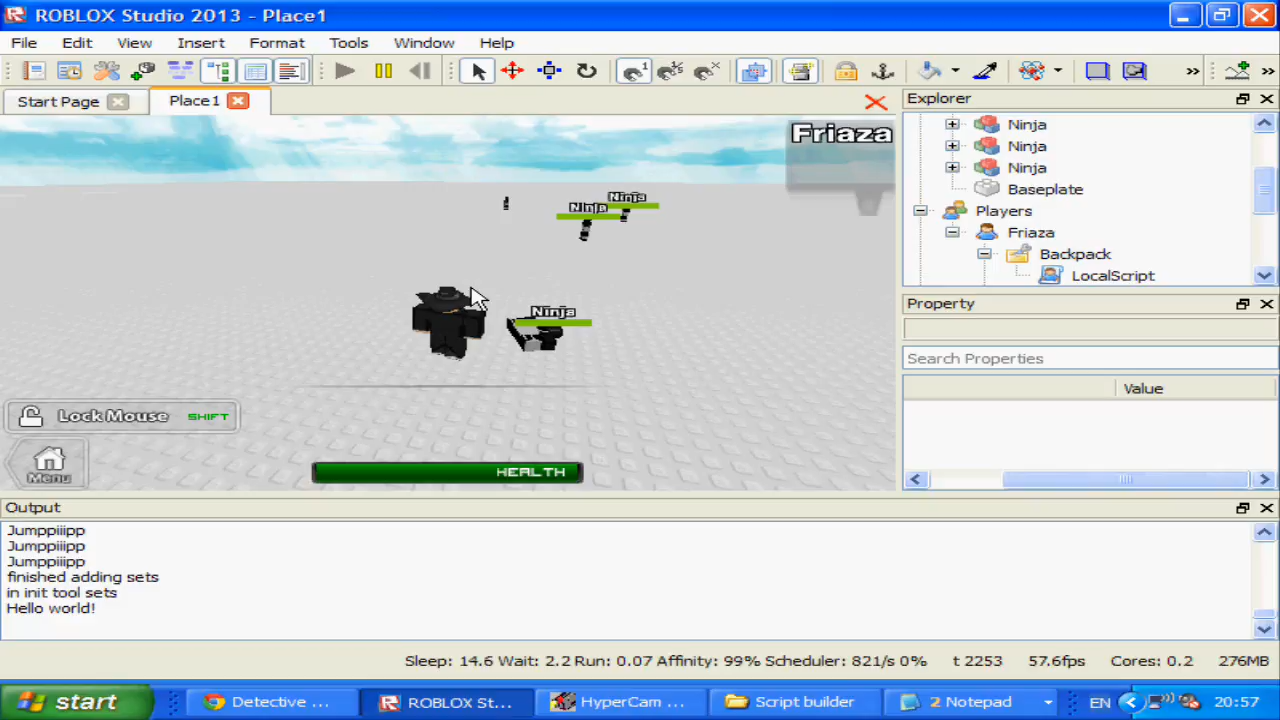 ROBLOX Studio 2013 - Place1
File Edit View Insert Format Tools Window Help
Start Page Place1
Explorer
Friaza
Ninja
Ninja
Ninja
Baseplate
Players
Friaza
Backpack
LocalScript
Ninja
Ninja
Ninja
Property
Search Properties
Value
Lock Mouse SHIFT
Menu
HEALTH
Output
Jumppiiipp
Jumppiiipp
Jumppiiipp
finished adding sets
in init tool sets
Hello world!
Sleep: 14.6 Wait: 2.2 Run: 0.07 Affinity: 99% Scheduler: 821/s 0% t 2253 57.6fps Cores: 0.2 276MB
start Detective ... ROBLOX St... HyperCam ... Script builder 2 Notepad EN 20:57